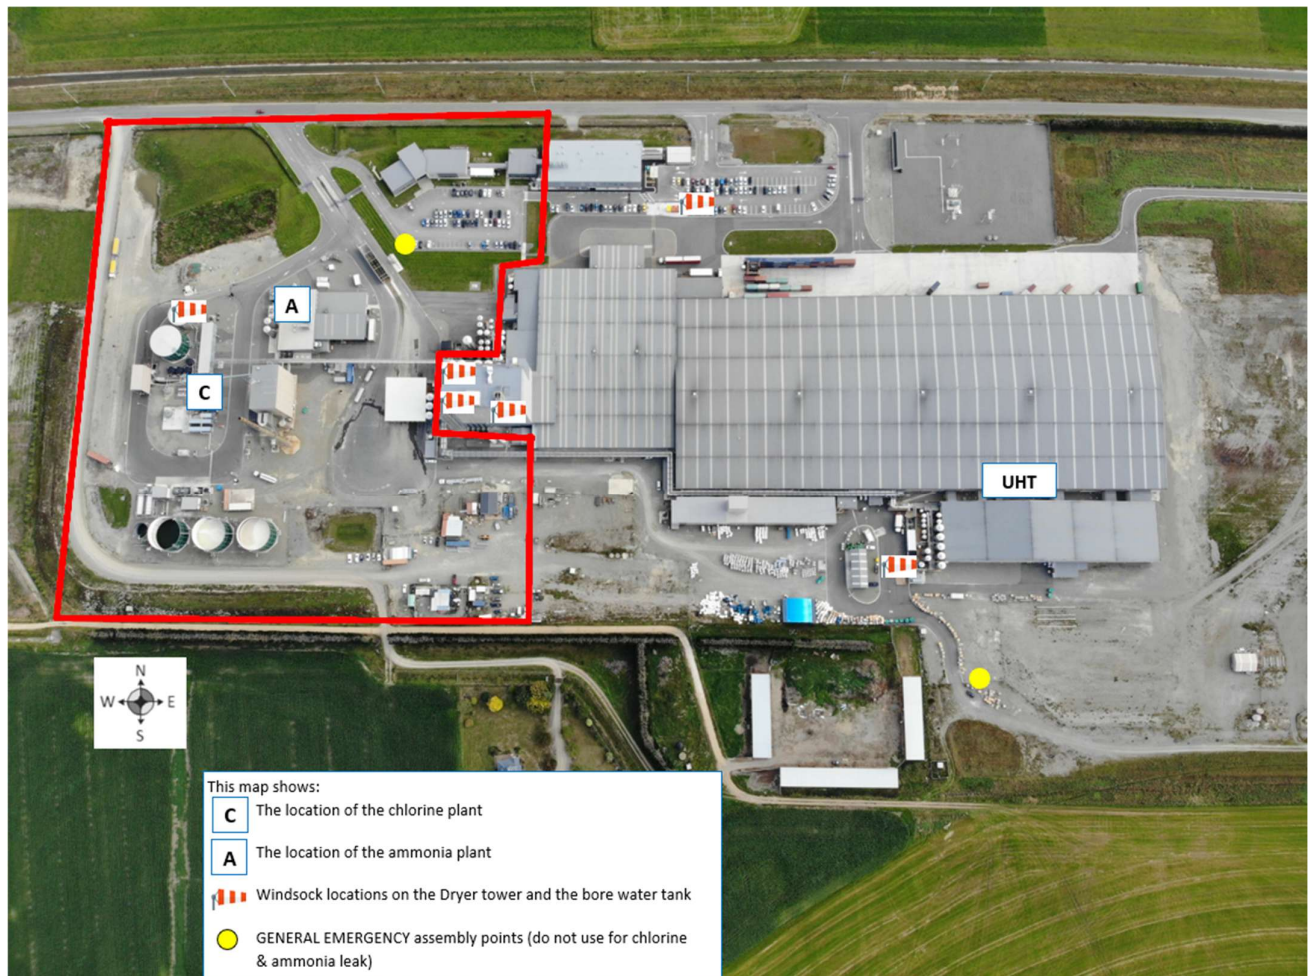 A
C
UHT
N
W E
S
This map shows:
C The location of the chlorine plant
A The location of the ammonia plant
Windsock locations on the Dryer tower and the bore water tank
GENERAL EMERGENCY assembly points (do not use for chlorine
& ammonia leak)